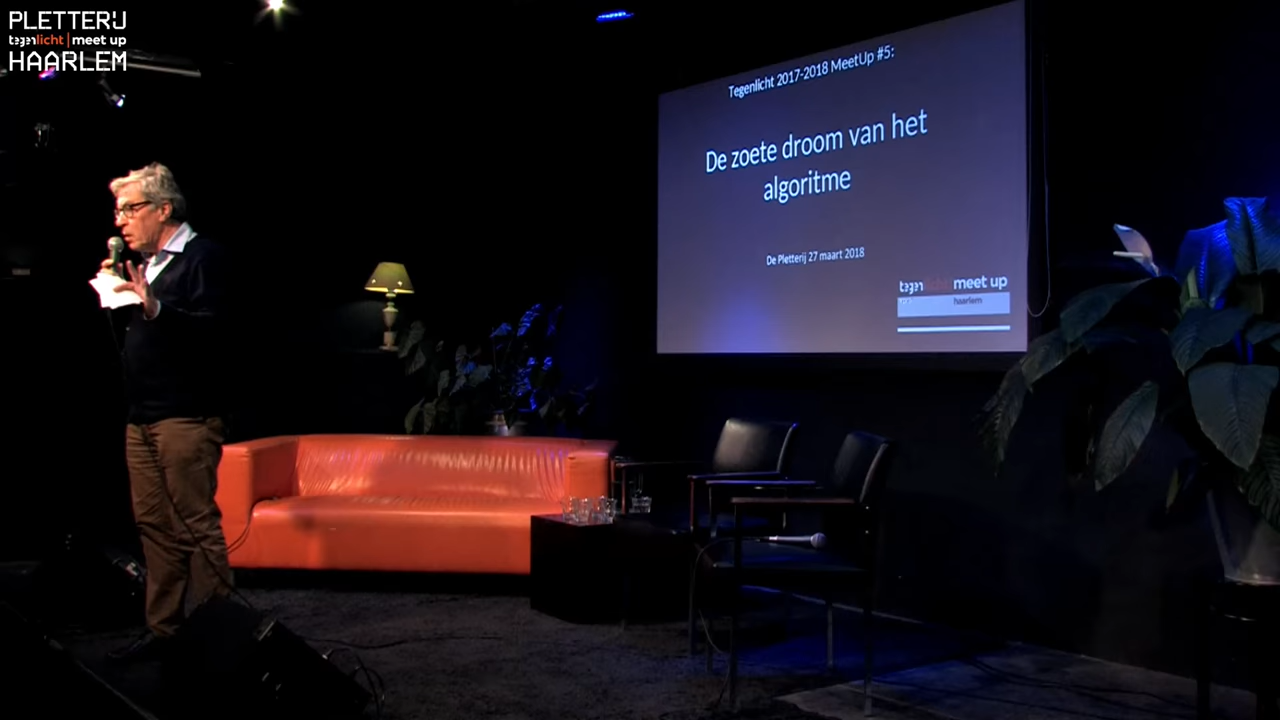 PLETTERIJ
tegenlicht | meet up
HAARLEM
Tegenlicht 2017-2018 MeetUp #5:
De zoete droom van het
algoritme
De Pletterij 27 maart 2018
tegenlicht meet up
haarlem